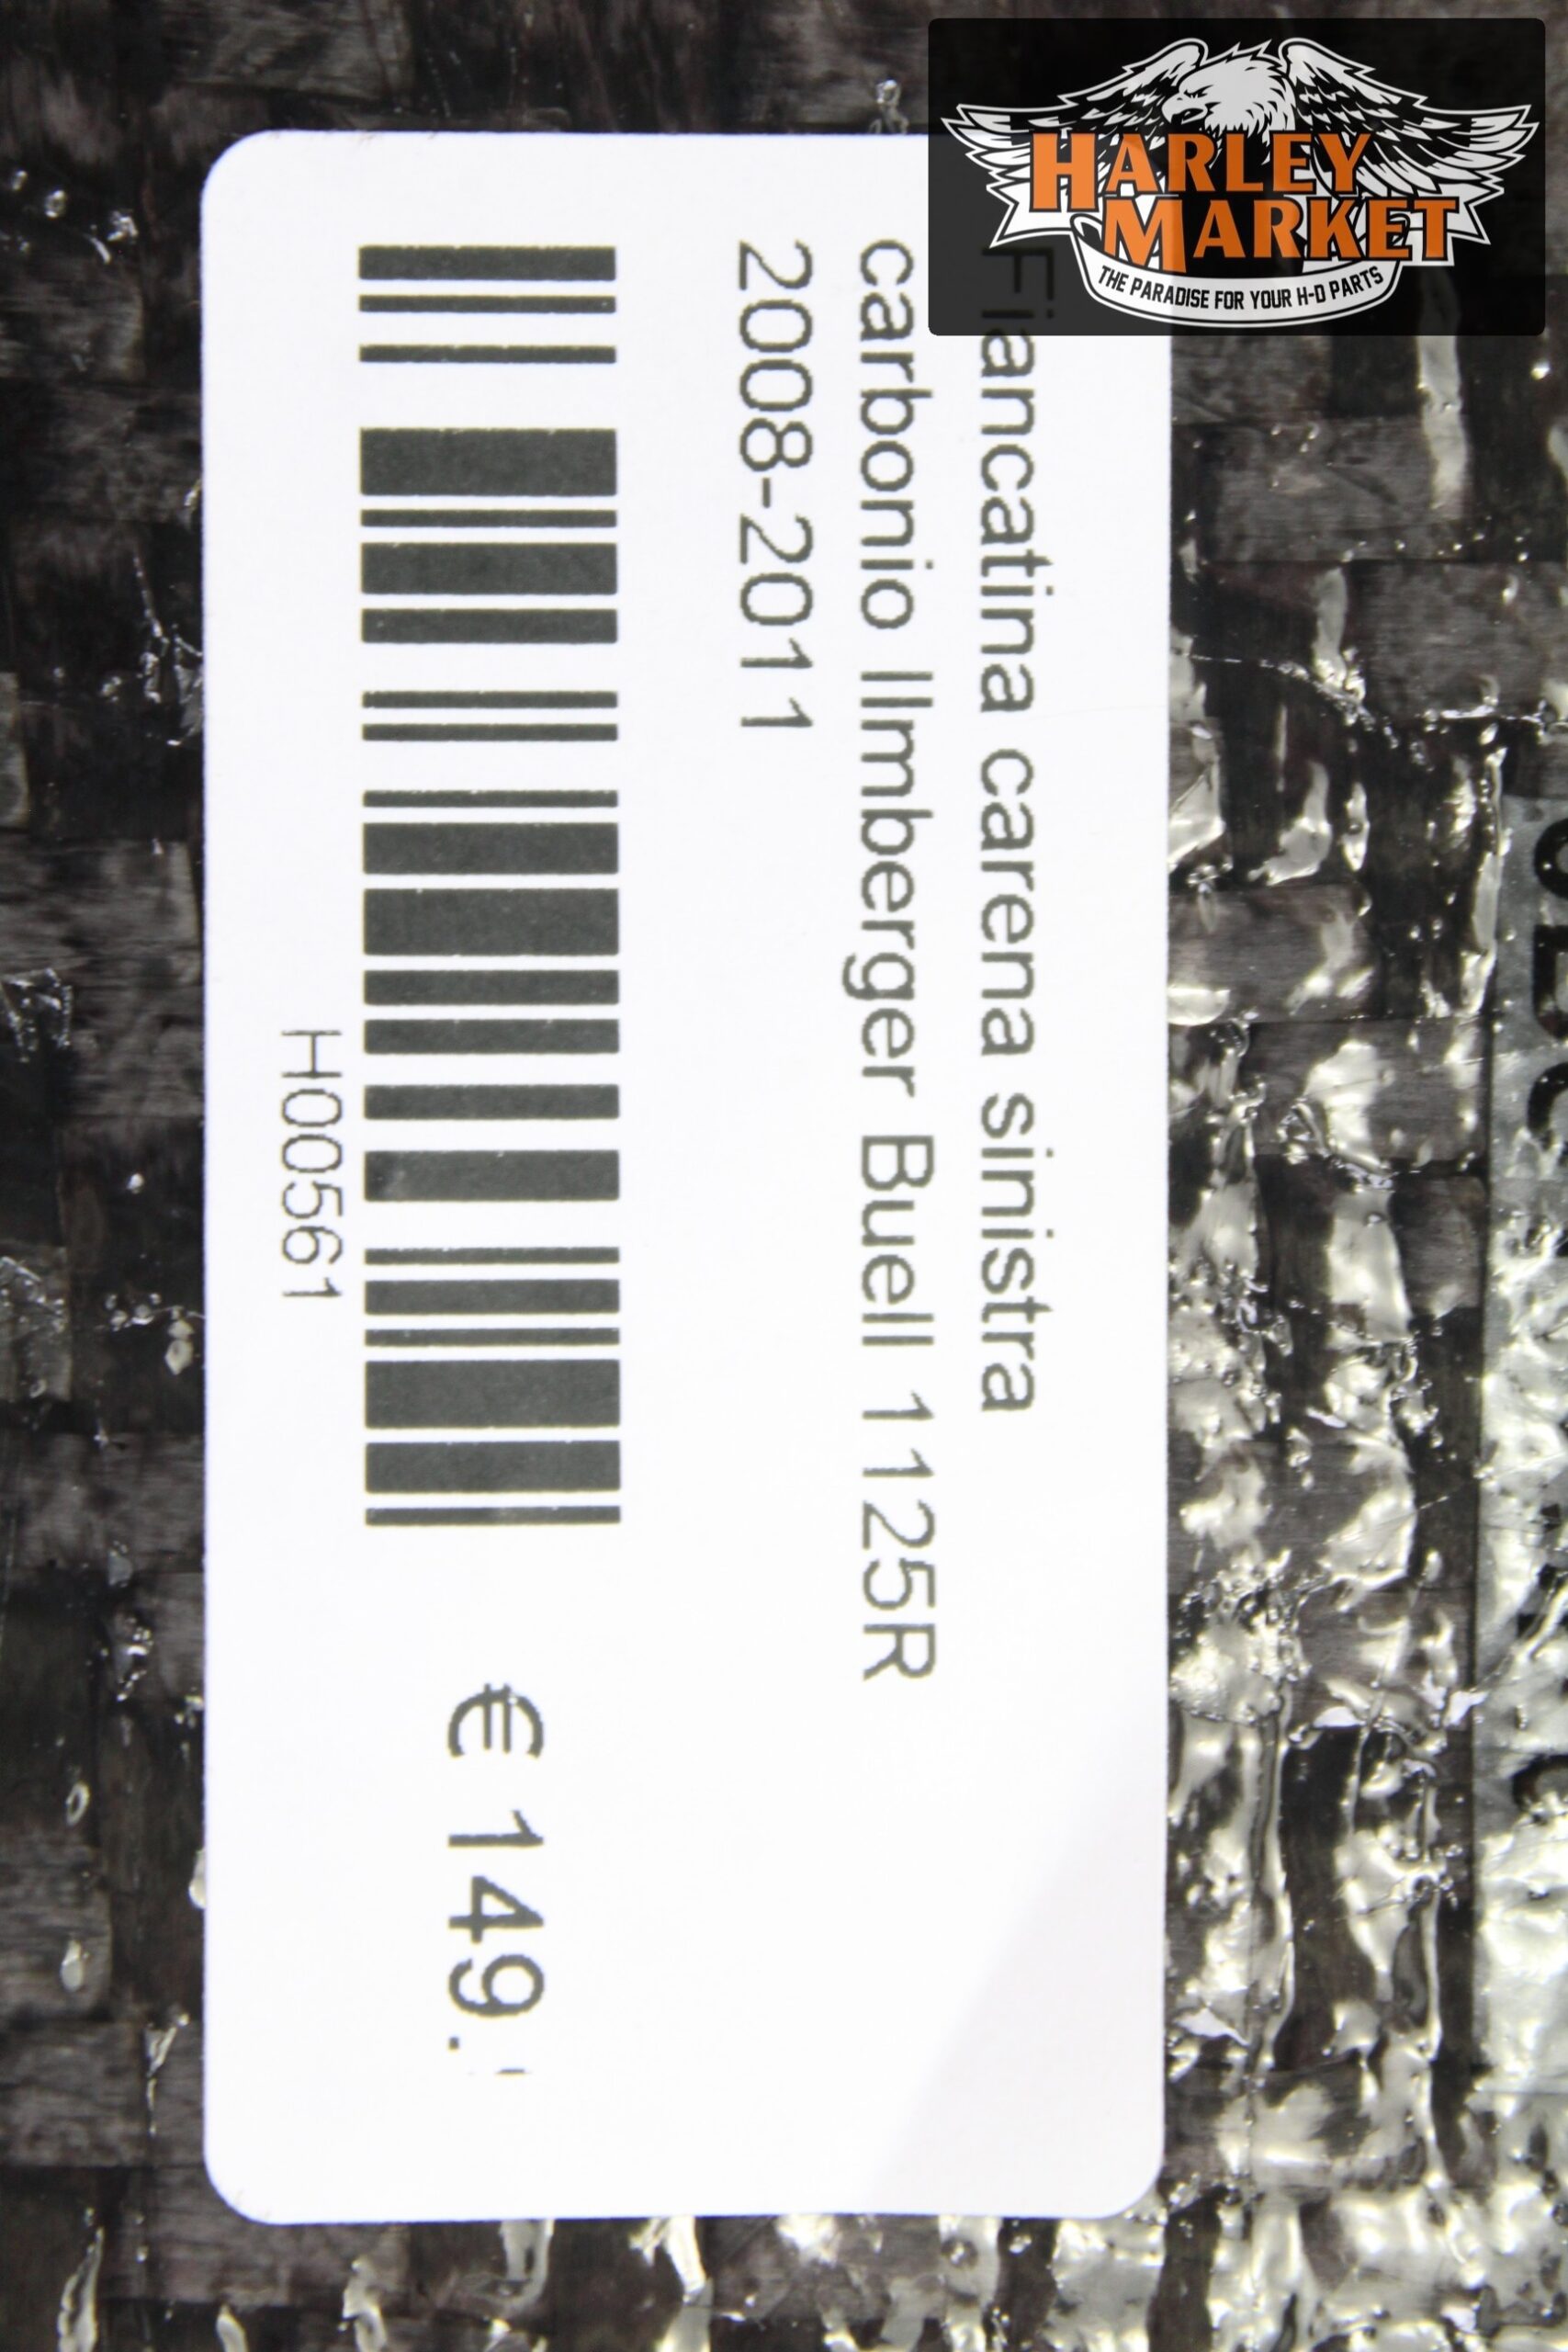 HARLEY
MARKET
THE PARADISE FOR YOUR H-D PARTS
Fiancatina carena sinistra
carbonio Ilmberger Buell 1125R
2008-2011
H00561
€ 149.